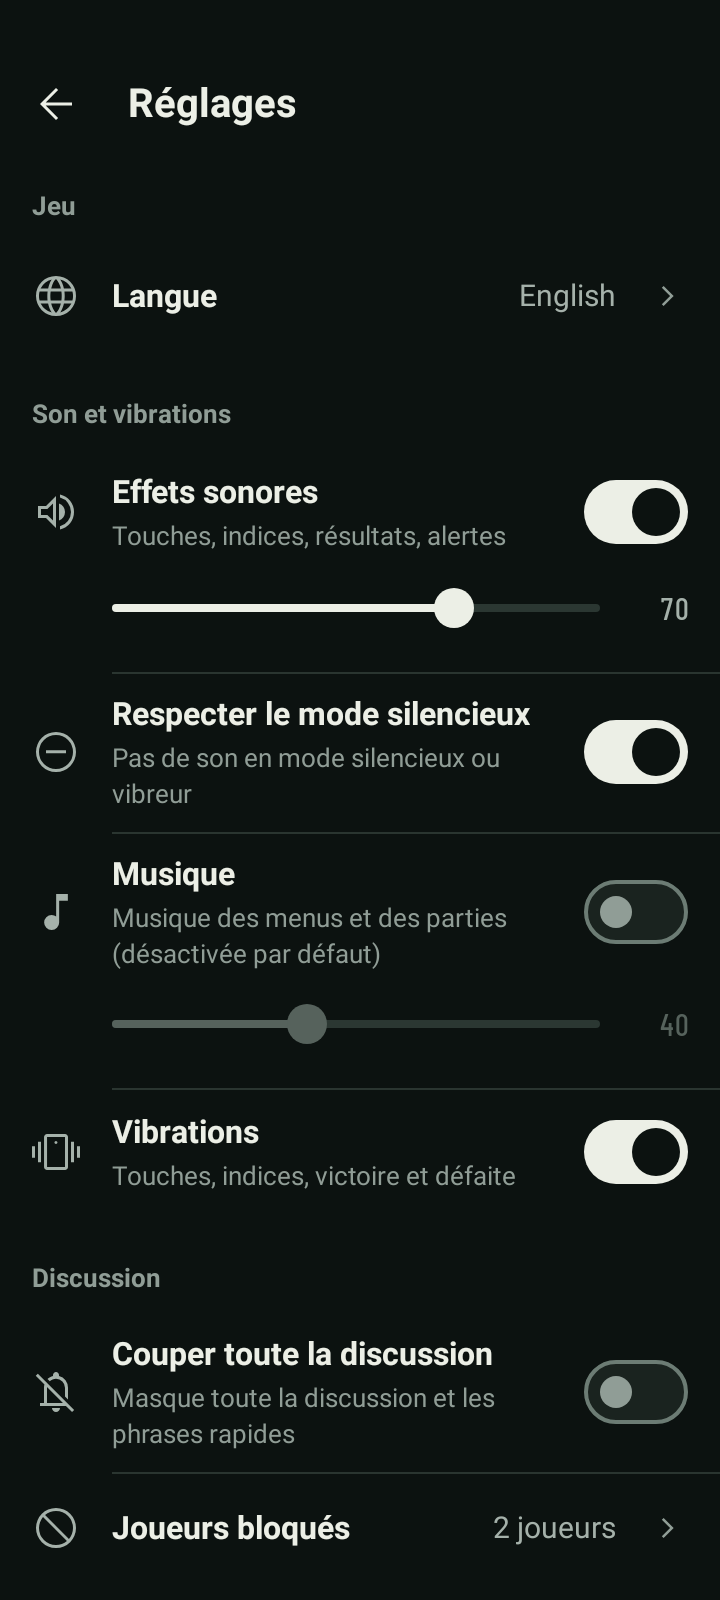 Réglages
Jeu
Langue
English
Son et vibrations
Effets sonores
Touches, indices, résultats, alertes
70
Respecter le mode silencieux
Pas de son en mode silencieux ou
vibreur
Musique
Musique des menus et des parties
(désactivée par défaut)
40
Vibrations
Touches, indices, victoire et défaite
Discussion
Couper toute la discussion
Masque toute la discussion et les
phrases rapides
Joueurs bloqués
2 joueurs